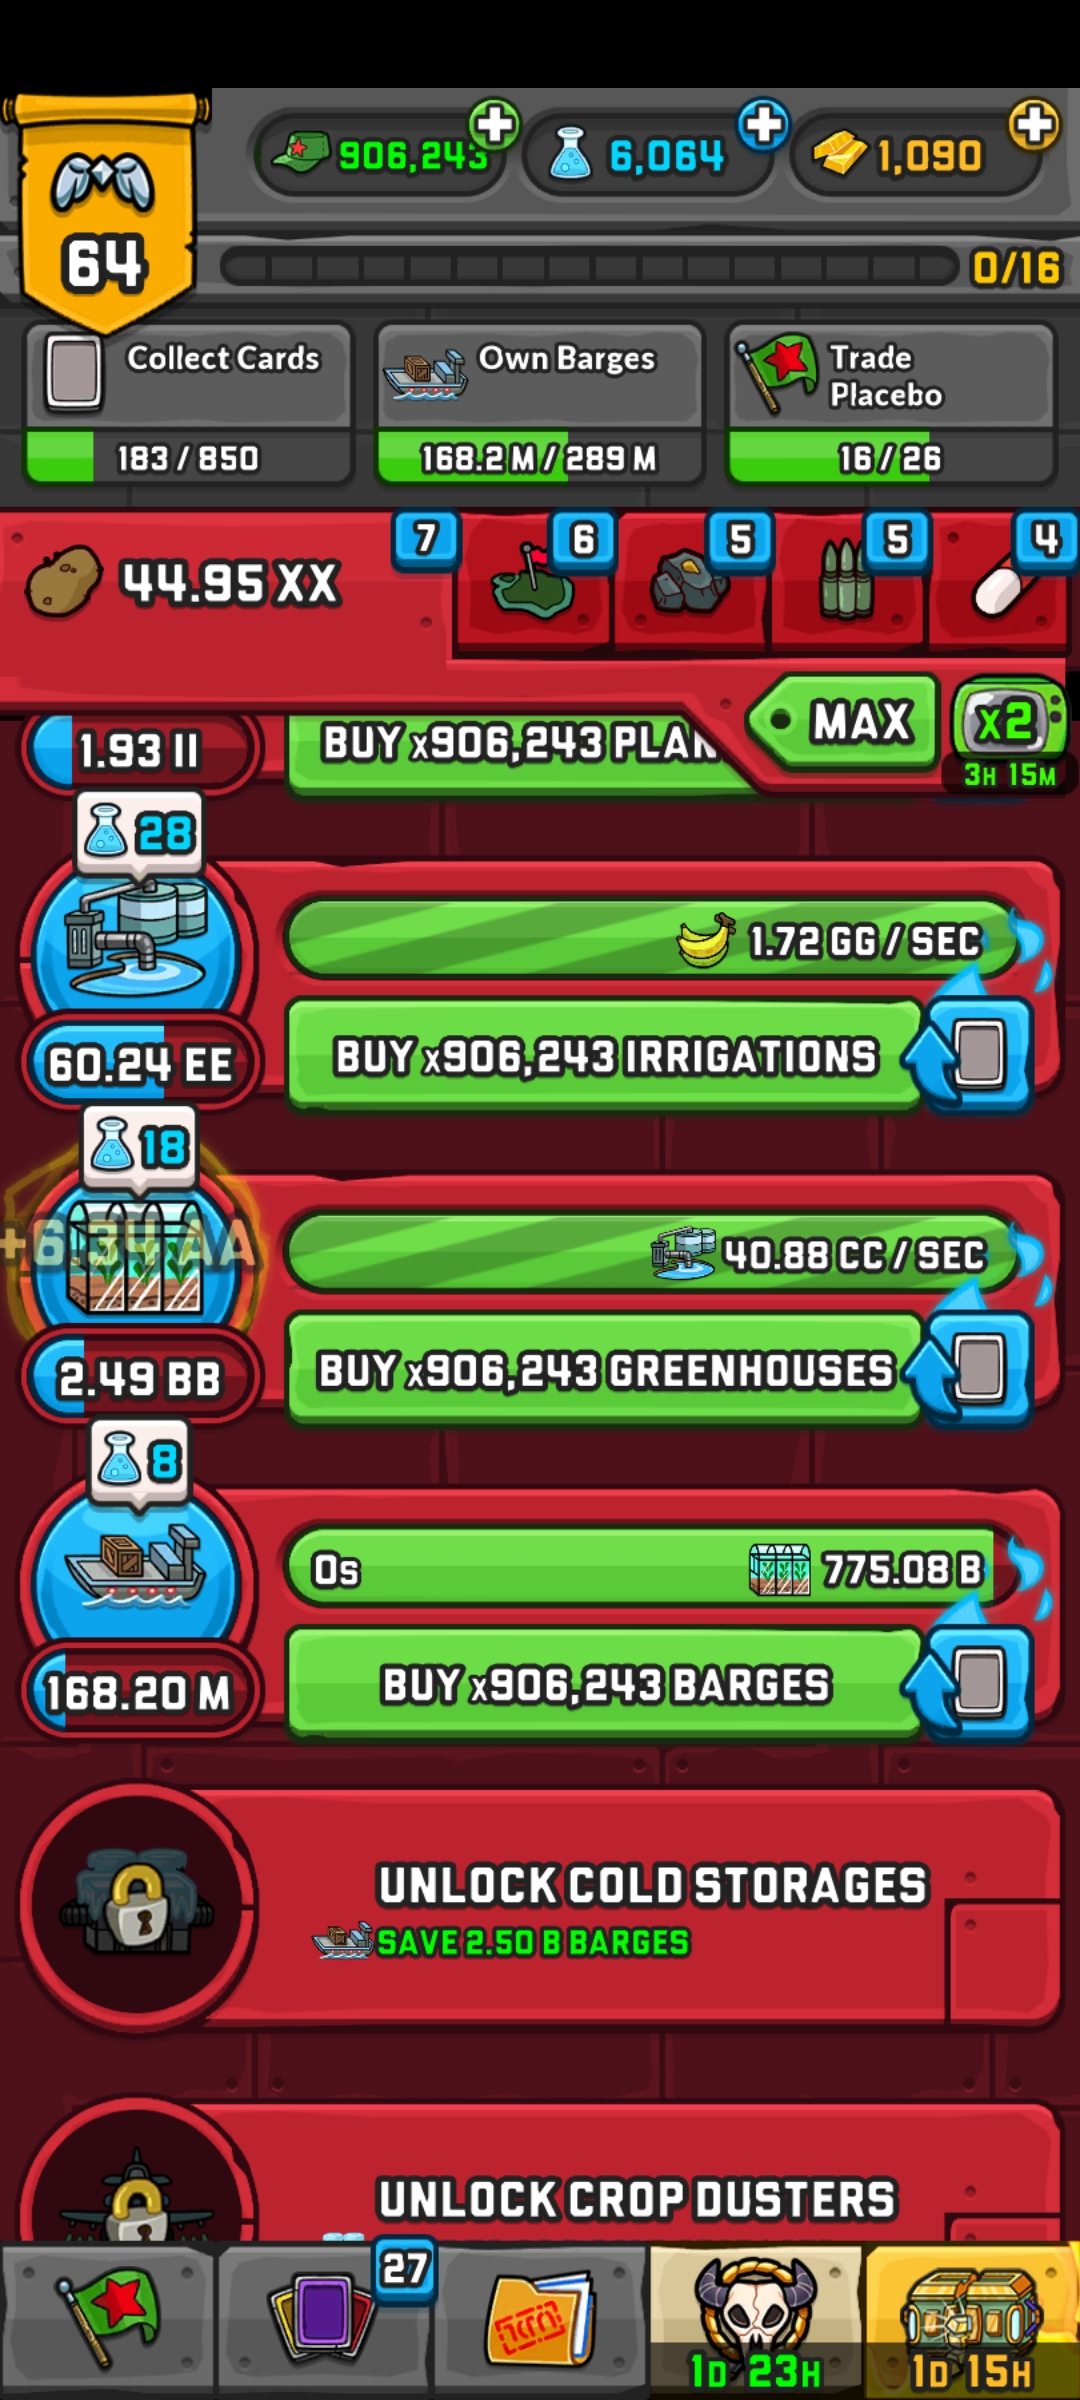 64
906,243
6,064
1,090
0/16
Collect Cards
183 / 850
Own Barges
168.2 M / 289 M
Trade
Placebo
16 / 26
44.95 XX
7
6
5
5
4
MAX
x2
3H 15M
1.93 II
BUY x906,243 PLAN
28
1.72 GG / SEC
60.24 EE
BUY x906,243 IRRIGATIONS
18
+6.34 AA
40.88 CC / SEC
2.49 BB
BUY x906,243 GREENHOUSES
8
0s
775.08 B
168.20 M
BUY x906,243 BARGES
UNLOCK COLD STORAGES
SAVE 2.50 B BARGES
UNLOCK CROP DUSTERS
27
1D 23H
1D 15H